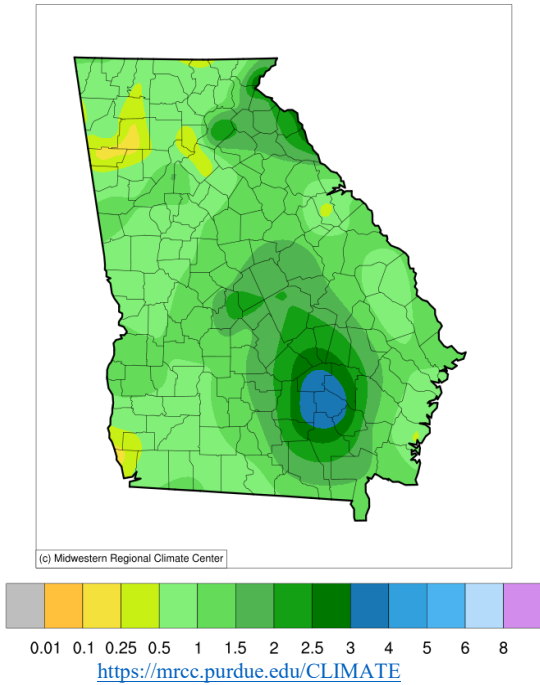 (c) Midwestern Regional Climate Center
0.01 0.1 0.25 0.5 1 1.5 2 2.5 3 4 5 6 8
https://mrcc.purdue.edu/CLIMATE